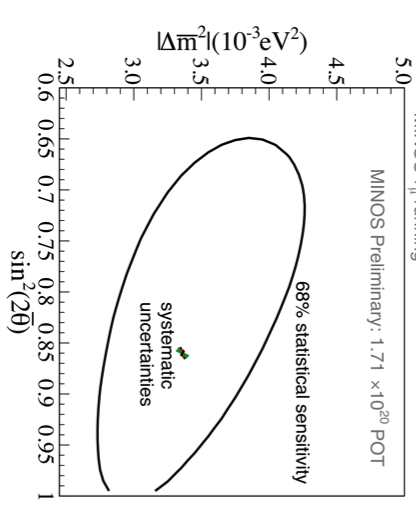 MINOS Preliminary: 1.71 ×10²⁰ POT
68% statistical sensitivity
systematic
uncertainties
|Δm̅²|(10⁻³eV²)
5.0
4.5
4.0
3.5
3.0
2.5
0.6 0.65 0.7 0.75 0.8 0.85 0.9 0.95 1
sin²(2θ̅)